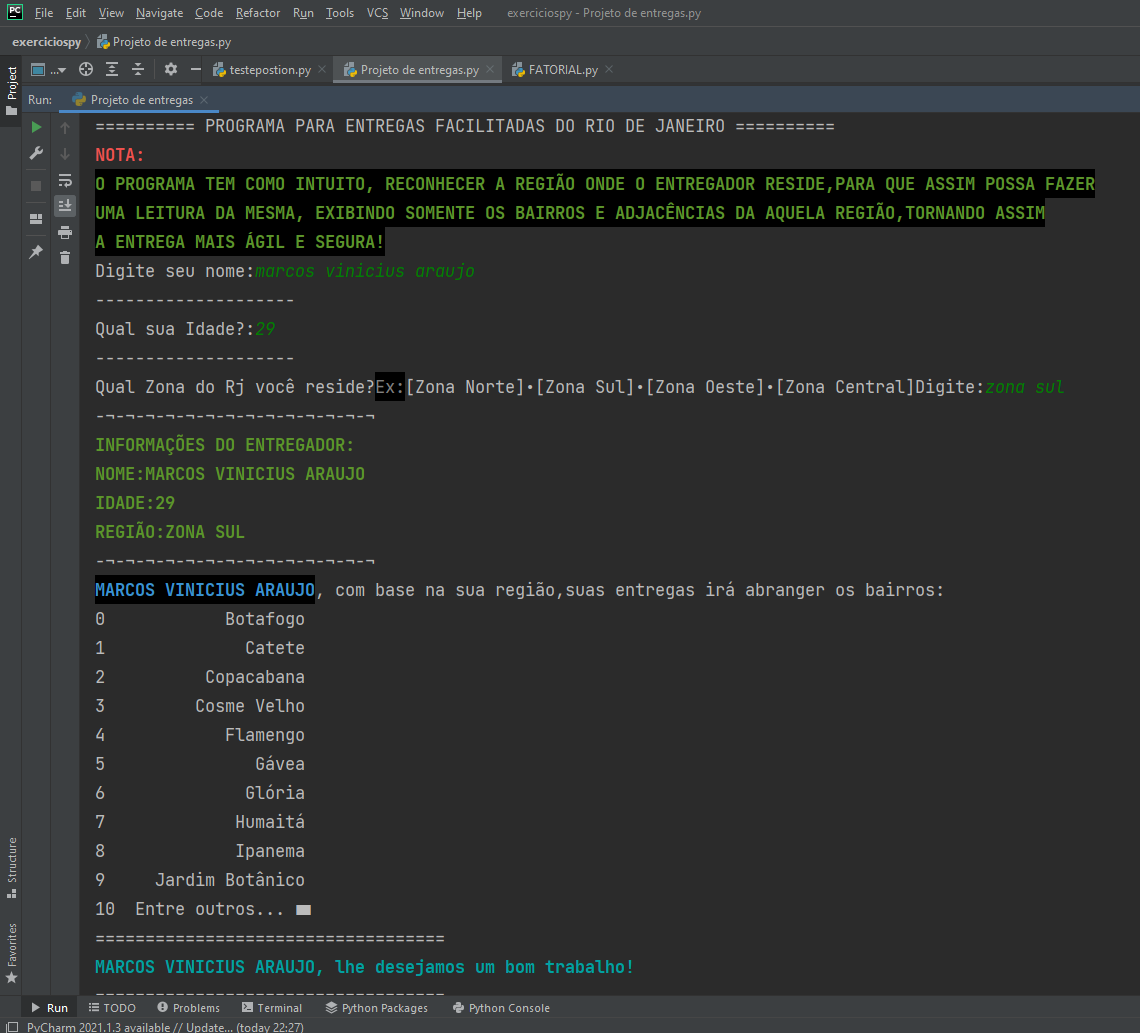 PC File Edit View Navigate Code Refactor Run Tools VCS Window Help exerciciospy - Projeto de entregas.py
exerciciospy Projeto de entregas.py
Project ... testepostion.py Projeto de entregas.py FATORIAL.py
Run: Projeto de entregas
========== PROGRAMA PARA ENTREGAS FACILITADAS DO RIO DE JANEIRO ==========
NOTA:
O PROGRAMA TEM COMO INTUITO, RECONHECER A REGIÃO ONDE O ENTREGADOR RESIDE,PARA QUE ASSIM POSSA FAZER
UMA LEITURA DA MESMA, EXIBINDO SOMENTE OS BAIRROS E ADJACÊNCIAS DA AQUELA REGIÃO,TORNANDO ASSIM
A ENTREGA MAIS ÁGIL E SEGURA!
Digite seu nome:marcos vinicius araujo
--------------------
Qual sua Idade?:29
--------------------
Qual Zona do Rj você reside?Ex:[Zona Norte]•[Zona Sul]•[Zona Oeste]•[Zona Central]Digite:zona sul
-¬-¬-¬-¬-¬-¬-¬-¬-¬-¬-¬-¬-¬-¬
INFORMAÇÕES DO ENTREGADOR:
NOME:MARCOS VINICIUS ARAUJO
IDADE:29
REGIÃO:ZONA SUL
-¬-¬-¬-¬-¬-¬-¬-¬-¬-¬-¬-¬-¬-¬
MARCOS VINICIUS ARAUJO, com base na sua região,suas entregas irá abranger os bairros:
0 Botafogo
1 Catete
2 Copacabana
3 Cosme Velho
4 Flamengo
5 Gávea
6 Glória
7 Humaitá
8 Ipanema
9 Jardim Botânico
10 Entre outros...
===================================
MARCOS VINICIUS ARAUJO, lhe desejamos um bom trabalho!
===================================
Structure
Favorites
Run TODO Problems Terminal Python Packages Python Console
PyCharm 2021.1.3 available // Update... (today 22:27)